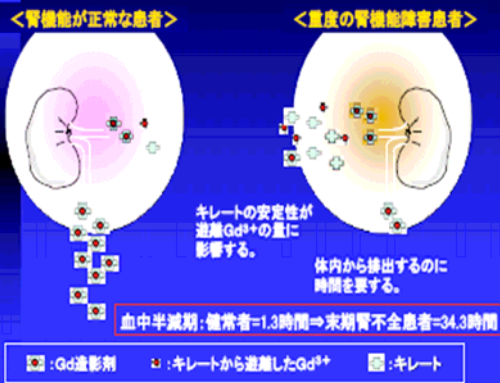 <腎機能が正常な患者>
<重度の腎機能障害患者>
キレートの安定性が
遊離Gd³⁺の量に
影響する。
体内から排出するのに
時間を要する。
血中半減期:健常者=1.3時間⇒末期腎不全患者=34.3時間
:Gd造影剤
:キレートから遊離したGd³⁺
:キレート